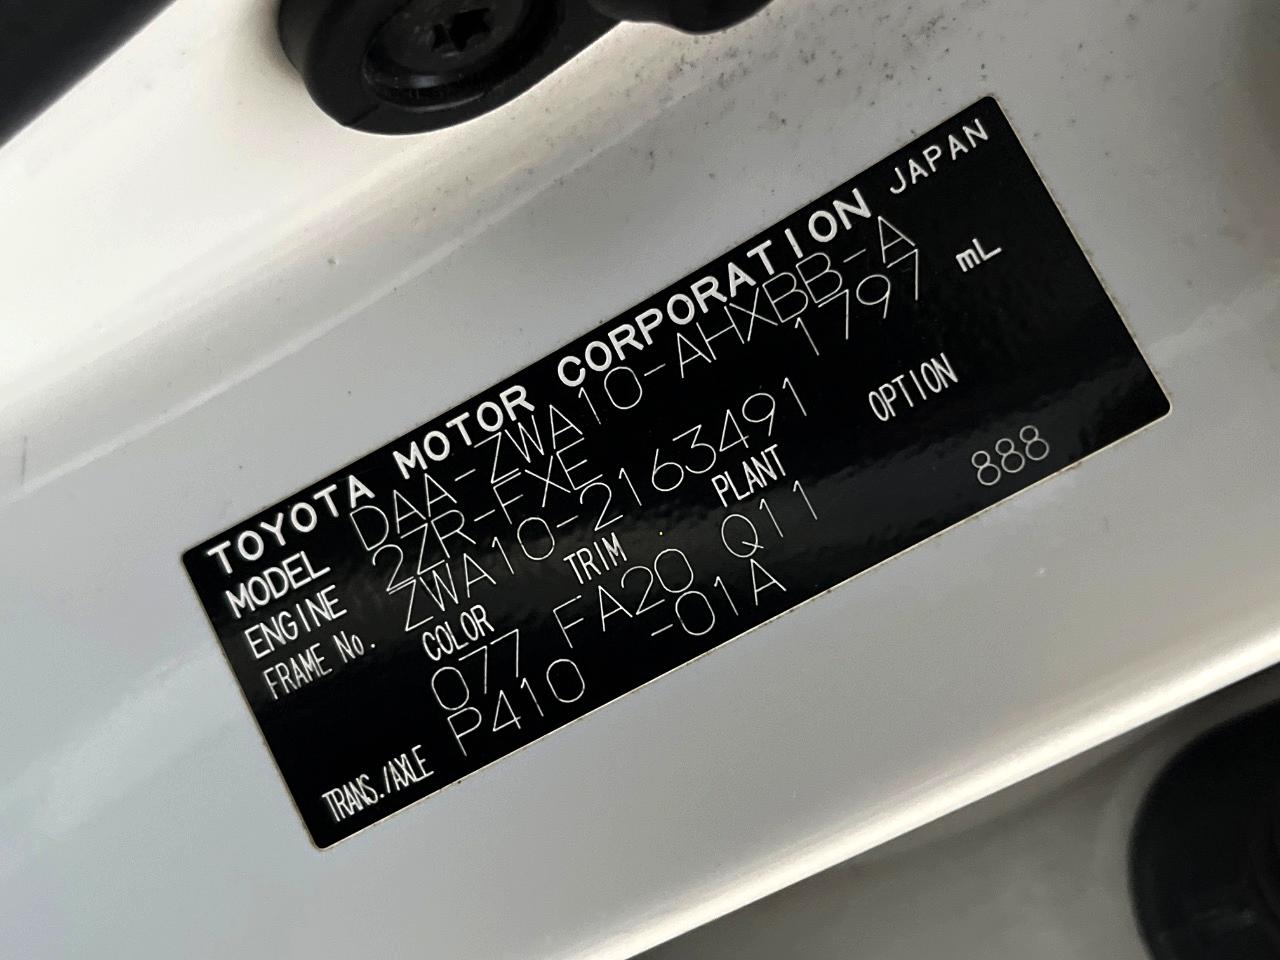 TOYOTA MOTOR CORPORATION JAPAN
MODEL DAA-ZWA10-AHXBB-A
ENGINE 2ZR-FXE 1797 mL
FRAME No. ZWA10-2163491
COLOR TRIM PLANT OPTION
077 FA20 Q11 888
TRANS./AXLE P410 -01A